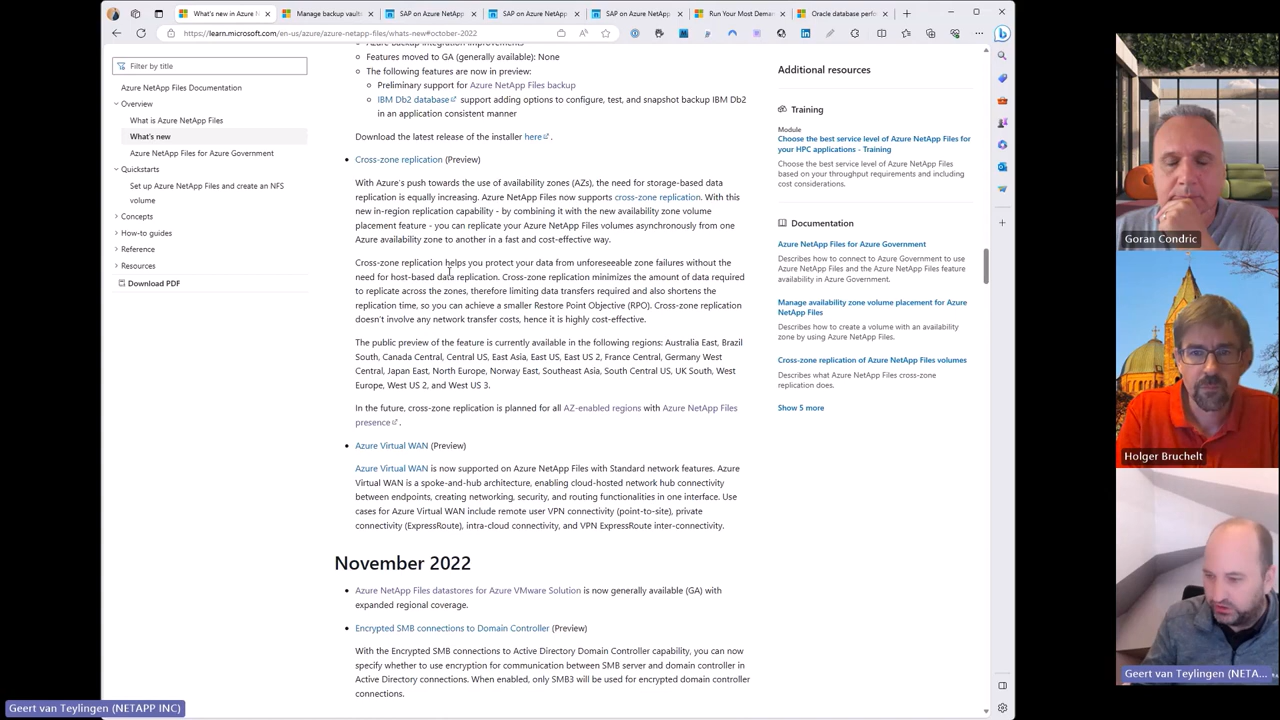 What's new in Azure N
Manage backup vault
SAP on Azure NetApp
SAP on Azure NetApp
SAP on Azure NetApp
Run Your Most Dema
Oracle database perf
https://learn.microsoft.com/en-us/azure/azure-netapp-files/whats-new#october-2022
Filter by title
Azure NetApp Files Documentation
Overview
What is Azure NetApp Files
What's new
Azure NetApp Files for Azure Government
Quickstarts
Set up Azure NetApp Files and create an NFS
volume
Concepts
How-to guides
Reference
Resources
Download PDF
Azure backup integration improvements
Features moved to GA (generally available): None
The following features are now in preview:
Preliminary support for Azure NetApp Files backup
IBM Db2 database support adding options to configure, test, and snapshot backup IBM Db2
in an application consistent manner
Download the latest release of the installer here.
Cross-zone replication (Preview)
With Azure's push towards the use of availability zones (AZs), the need for storage-based data
replication is equally increasing. Azure NetApp Files now supports cross-zone replication. With this
new in-region replication capability - by combining it with the new availability zone volume
placement feature - you can replicate your Azure NetApp Files volumes asynchronously from one
Azure availability zone to another in a fast and cost-effective way.
Cross-zone replication helps you protect your data from unforeseeable zone failures without the
need for host-based data replication. Cross-zone replication minimizes the amount of data required
to replicate across the zones, therefore limiting data transfers required and also shortens the
replication time, so you can achieve a smaller Restore Point Objective (RPO). Cross-zone replication
doesn't involve any network transfer costs, hence it is highly cost-effective.
The public preview of the feature is currently available in the following regions: Australia East, Brazil
South, Canada Central, Central US, East Asia, East US, East US 2, France Central, Germany West
Central, Japan East, North Europe, Norway East, Southeast Asia, South Central US, UK South, West
Europe, West US 2, and West US 3.
In the future, cross-zone replication is planned for all AZ-enabled regions with Azure NetApp Files
presence.
Azure Virtual WAN (Preview)
Azure Virtual WAN is now supported on Azure NetApp Files with Standard network features. Azure
Virtual WAN is a spoke-and-hub architecture, enabling cloud-hosted network hub connectivity
between endpoints, creating networking, security, and routing functionalities in one interface. Use
cases for Azure Virtual WAN include remote user VPN connectivity (point-to-site), private
connectivity (ExpressRoute), intra-cloud connectivity, and VPN ExpressRoute inter-connectivity.
November 2022
Azure NetApp Files datastores for Azure VMware Solution is now generally available (GA) with
expanded regional coverage.
Encrypted SMB connections to Domain Controller (Preview)
With the Encrypted SMB connections to Active Directory Domain Controller capability, you can now
specify whether to use encryption for communication between SMB server and domain controller in
Active Directory connections. When enabled, only SMB3 will be used for encrypted domain controller
connections.
Additional resources
Training
Module
Choose the best service level of Azure NetApp Files for
your HPC applications - Training
Choose the best service level of Azure NetApp Files
based on your throughput requirements and including
cost considerations.
Documentation
Azure NetApp Files for Azure Government
Describes how to connect to Azure Government to use
Azure NetApp Files and the Azure NetApp Files feature
availability in Azure Government.
Manage availability zone volume placement for Azure
NetApp Files
Describes how to create a volume with an availability
zone by using Azure NetApp Files.
Cross-zone replication of Azure NetApp Files volumes
Describes what Azure NetApp Files cross-zone
replication does.
Show 5 more
Goran Condric
Holger Bruchelt
Geert van Teylingen (NETA...
Geert van Teylingen (NETAPP INC)